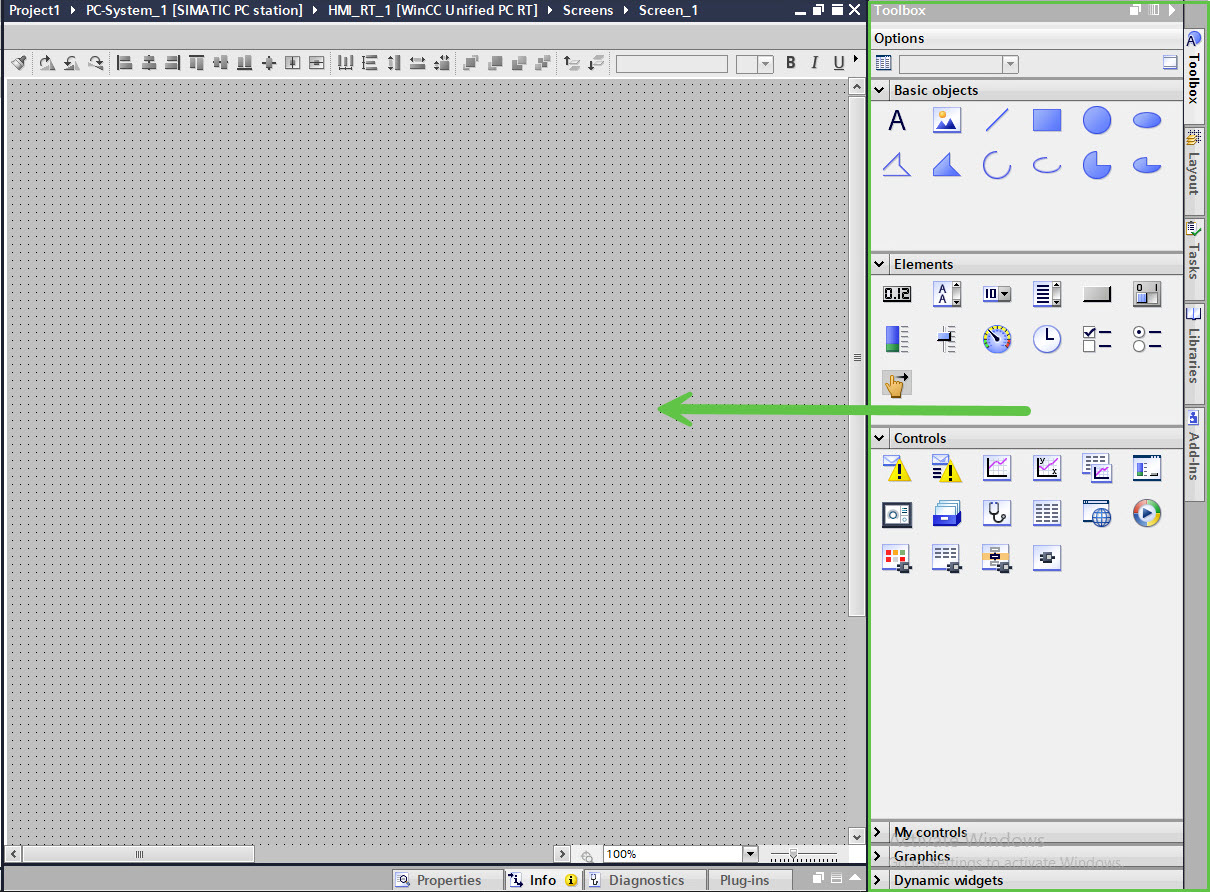 Project1 ▸ PC-System_1 [SIMATIC PC station] ▸ HMI_RT_1 [WinCC Unified PC RT] ▸ Screens ▸ Screen_1
B I U
100%
Properties
Info
Diagnostics
Plug-ins
Toolbox
Options
Basic objects
A
Elements
0.12
A
A
10
0 I
Controls
y
x
My controls
Graphics
Dynamic widgets
Activate Windows
settings to activate Windows.
Toolbox
Layout
Tasks
Libraries
Add-Ins